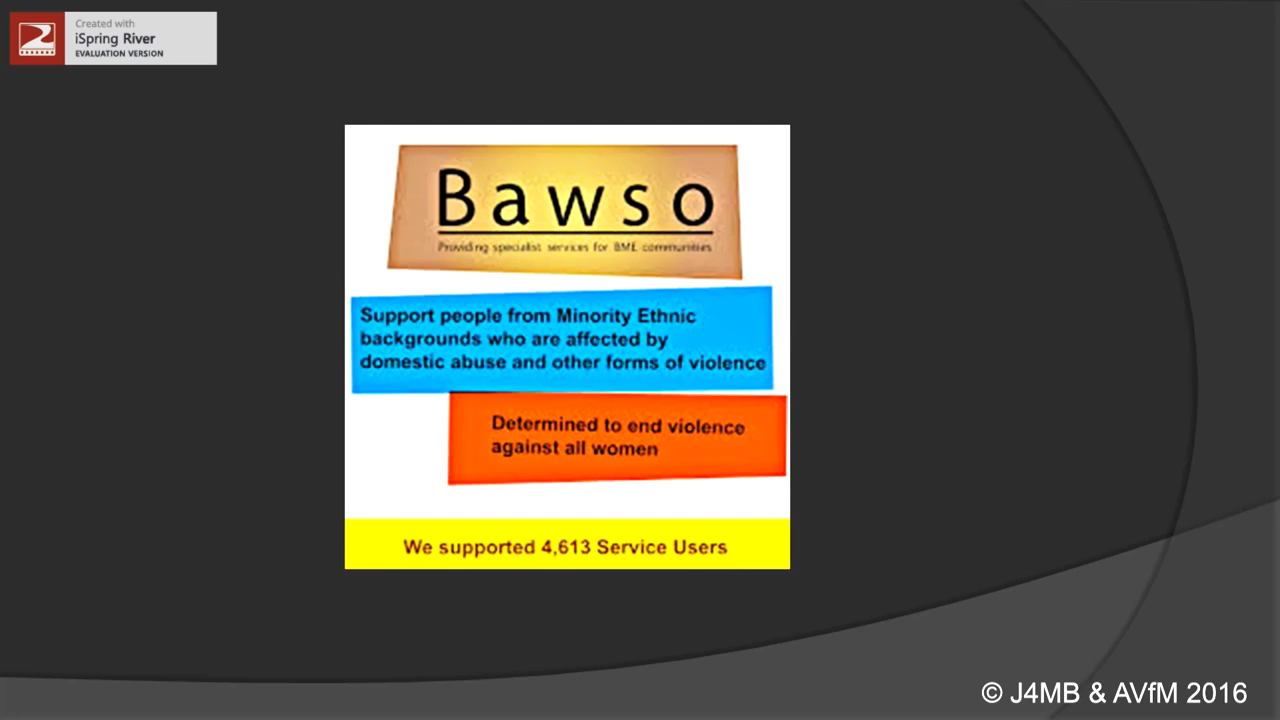 Created with
iSpring River
EVALUATION VERSION
Bawso
Providing specialist services for BME communities
Support people from Minority Ethnic
backgrounds who are affected by
domestic abuse and other forms of violence
Determined to end violence
against all women
We supported 4,613 Service Users
© J4MB & AVfM 2016